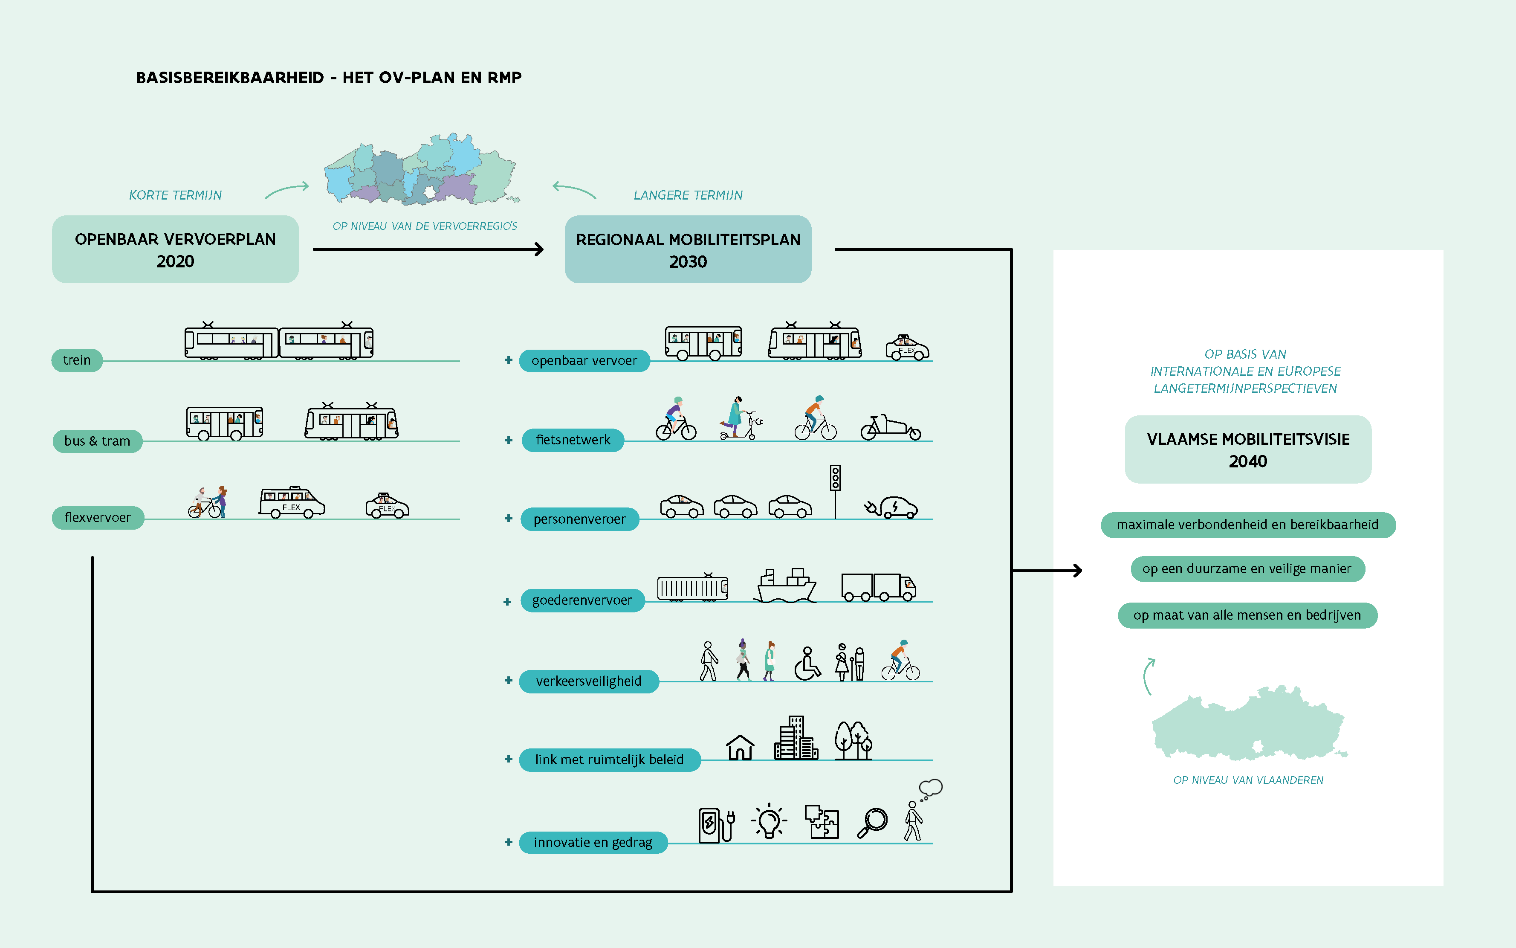 BASISBEREIKBAARHEID - HET OV-PLAN EN RMP
KORTE TERMIJN
OP NIVEAU VAN DE VERVOERREGIO'S
LANGERE TERMIJN
OPENBAAR VERVOERPLAN
2020
REGIONAAL MOBILITEITSPLAN
2030
trein
bus & tram
flexvervoer
FLEX
FLEX
+ openbaar vervoer
FLEX
+ fietsnetwerk
+ personenveroer
+ goederenvervoer
+ verkeersveiligheid
+ link met ruimtelijk beleid
+ innovatie en gedrag
OP BASIS VAN
INTERNATIONALE EN EUROPESE
LANGETERMIJNPERSPECTIEVEN
VLAAMSE MOBILITEITSVISIE
2040
maximale verbondenheid en bereikbaarheid
op een duurzame en veilige manier
op maat van alle mensen en bedrijven
OP NIVEAU VAN VLAANDEREN